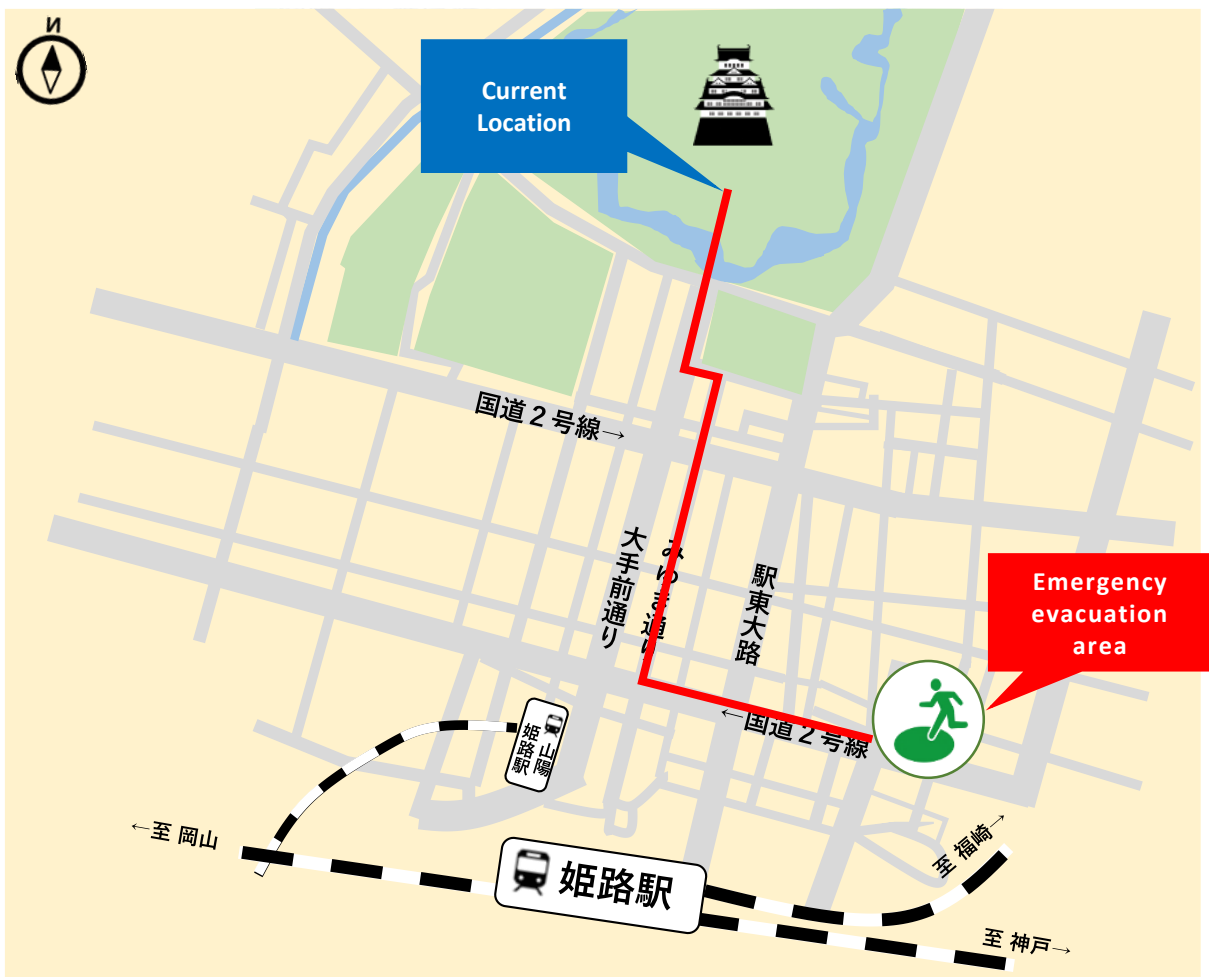 N
Current
Location
国道２号線→
大手前通り
みゆき通り
駅東大路
Emergency
evacuation
area
←国道２号線
山陽
姫路駅
←至 岡山
姫路駅
至 福崎→
至 神戸→